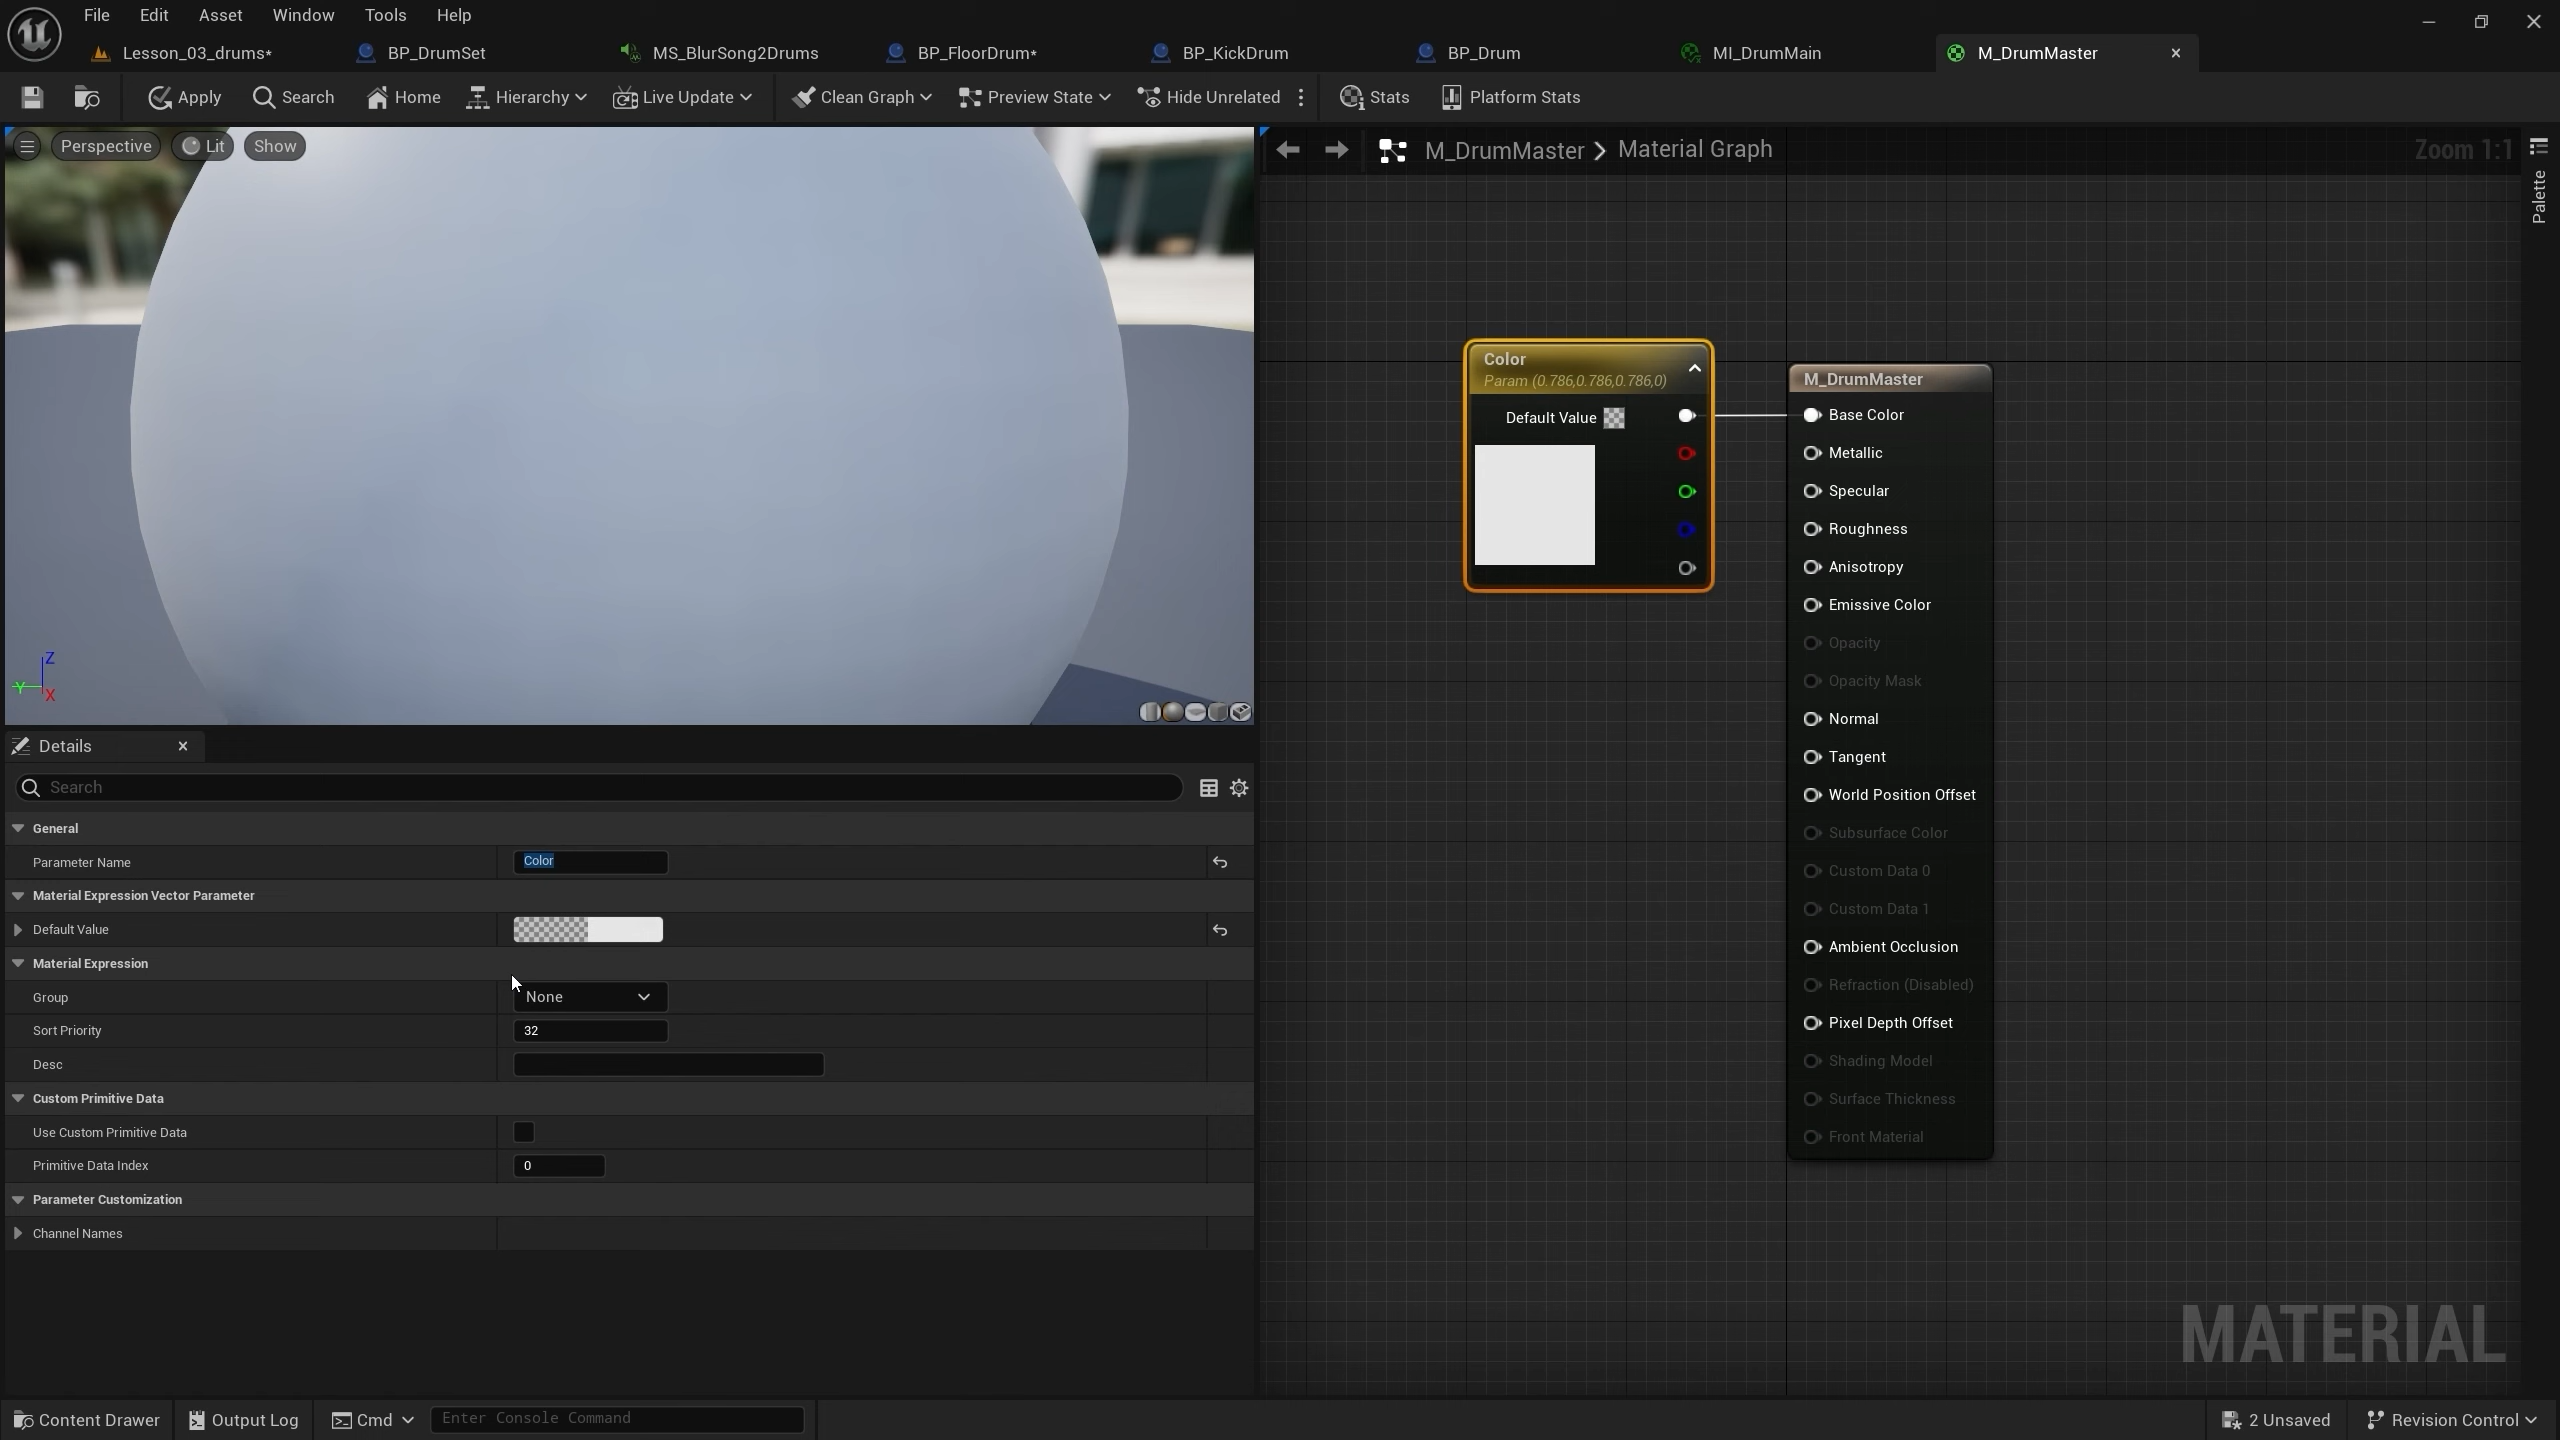 File Edit Asset Window Tools Help
Lesson_03_drums* BP_DrumSet MS_BlurSong2Drums BP_FloorDrum* BP_KickDrum BP_Drum MI_DrumMain M_DrumMaster
Apply Search Home Hierarchy Live Update Clean Graph Preview State Hide Unrelated Stats Platform Stats
Perspective Lit Show
M_DrumMaster > Material Graph Zoom 1:1
Palette
Color
Param (0.786,0.786,0.786,0)
Default Value
M_DrumMaster
Base Color
Metallic
Specular
Roughness
Anisotropy
Emissive Color
Opacity
Opacity Mask
Normal
Tangent
World Position Offset
Subsurface Color
Custom Data 0
Custom Data 1
Ambient Occlusion
Refraction (Disabled)
Pixel Depth Offset
Shading Model
Surface Thickness
Front Material
MATERIAL
Z
Y
X
Details
Search
General
Parameter Name Color
Material Expression Vector Parameter
Default Value
Material Expression
Group None
Sort Priority 32
Desc
Custom Primitive Data
Use Custom Primitive Data
Primitive Data Index 0
Parameter Customization
Channel Names
Content Drawer Output Log Cmd Enter Console Command 2 Unsaved Revision Control